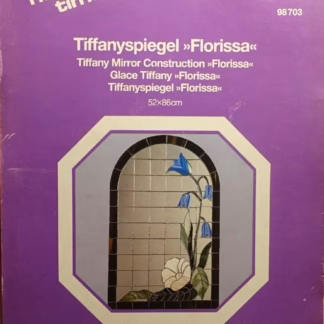 98703
Tiffanyspiegel »Florissa«
Tiffany Mirror Construction »Florissa«
Glace Tiffany »Florissa«
Tiffanyspiegel »Florissa«
52×86cm